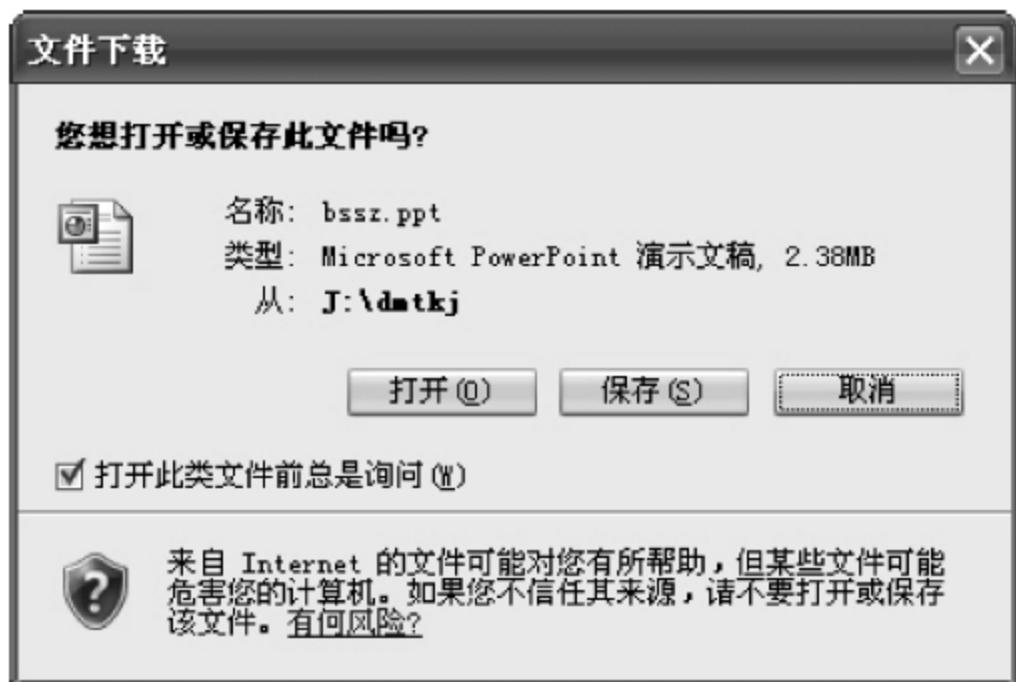 文件下载
您想打开或保存此文件吗?
名称: bssz.ppt
类型: Microsoft PowerPoint 演示文稿, 2.38MB
从: J:\dmtkj
打开(O) 保存(S) 取消
打开此类文件前总是询问(W)
来自 Internet 的文件可能对您有所帮助，但某些文件可能
危害您的计算机。如果您不信任其来源，请不要打开或保存
该文件。有何风险?